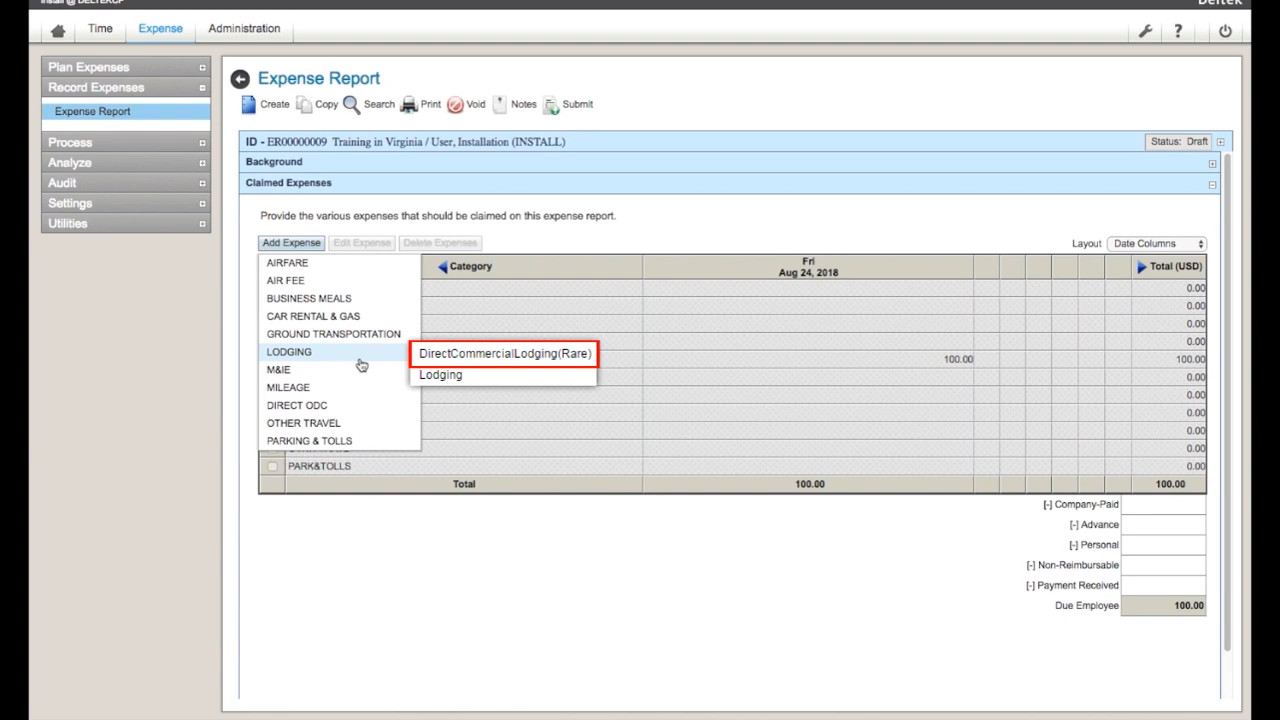 Time Expense Administration
?
Plan Expenses
Record Expenses
Expense Report
Process
Analyze
Audit
Settings
Utilities
Expense Report
Create Copy Search Print Void Notes Submit
ID - ER00000009 Training in Virginia / User, Installation (INSTALL)
Status: Draft
Background
Claimed Expenses
Provide the various expenses that should be claimed on this expense report.
Add Expense Edit Expense Delete Expenses
Layout Date Columns
Category Fri Total (USD)
Aug 24, 2018
AIRFARE
AIR FEE
BUSINESS MEALS
CAR RENTAL & GAS
GROUND TRANSPORTATION
LODGING
M&IE
MILEAGE
DIRECT ODC
OTHER TRAVEL
PARKING & TOLLS
DirectCommercialLodging(Rare)
Lodging
0.00
0.00
0.00
0.00
100.00 100.00
0.00
0.00
0.00
0.00
0.00
PARK&TOLLS 0.00
Total 100.00 100.00
[-] Company-Paid
[-] Advance
[-] Personal
[-] Non-Reimbursable
[-] Payment Received
Due Employee 100.00